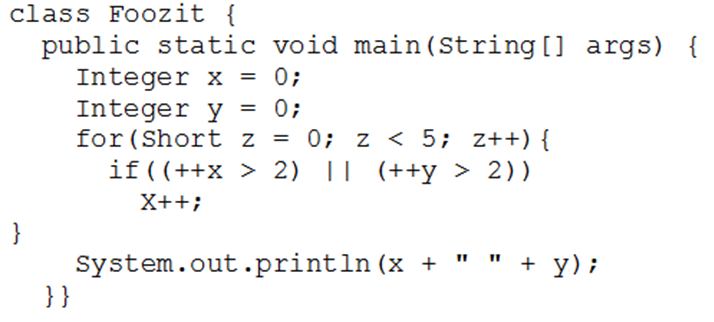 class Foozit {
  public static void main(String[] args) {
    Integer x = 0;
    Integer y = 0;
    for(Short z = 0; z < 5; z++){
      if((++x > 2) || (++y > 2))
        X++;
}
    System.out.println(x + " " + y);
  }}